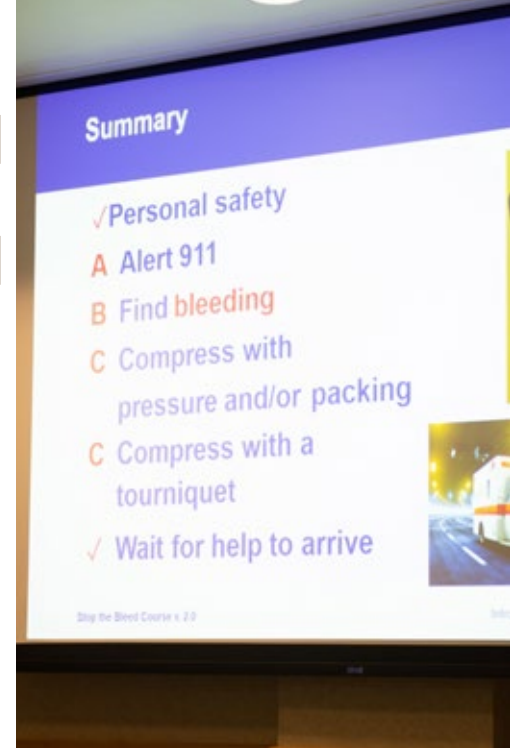 Summary
✓Personal safety
A Alert 911
B Find bleeding
C Compress with
pressure and/or packing
C Compress with a
tourniquet
✓ Wait for help to arrive
Stop the Bleed Course v. 2.0